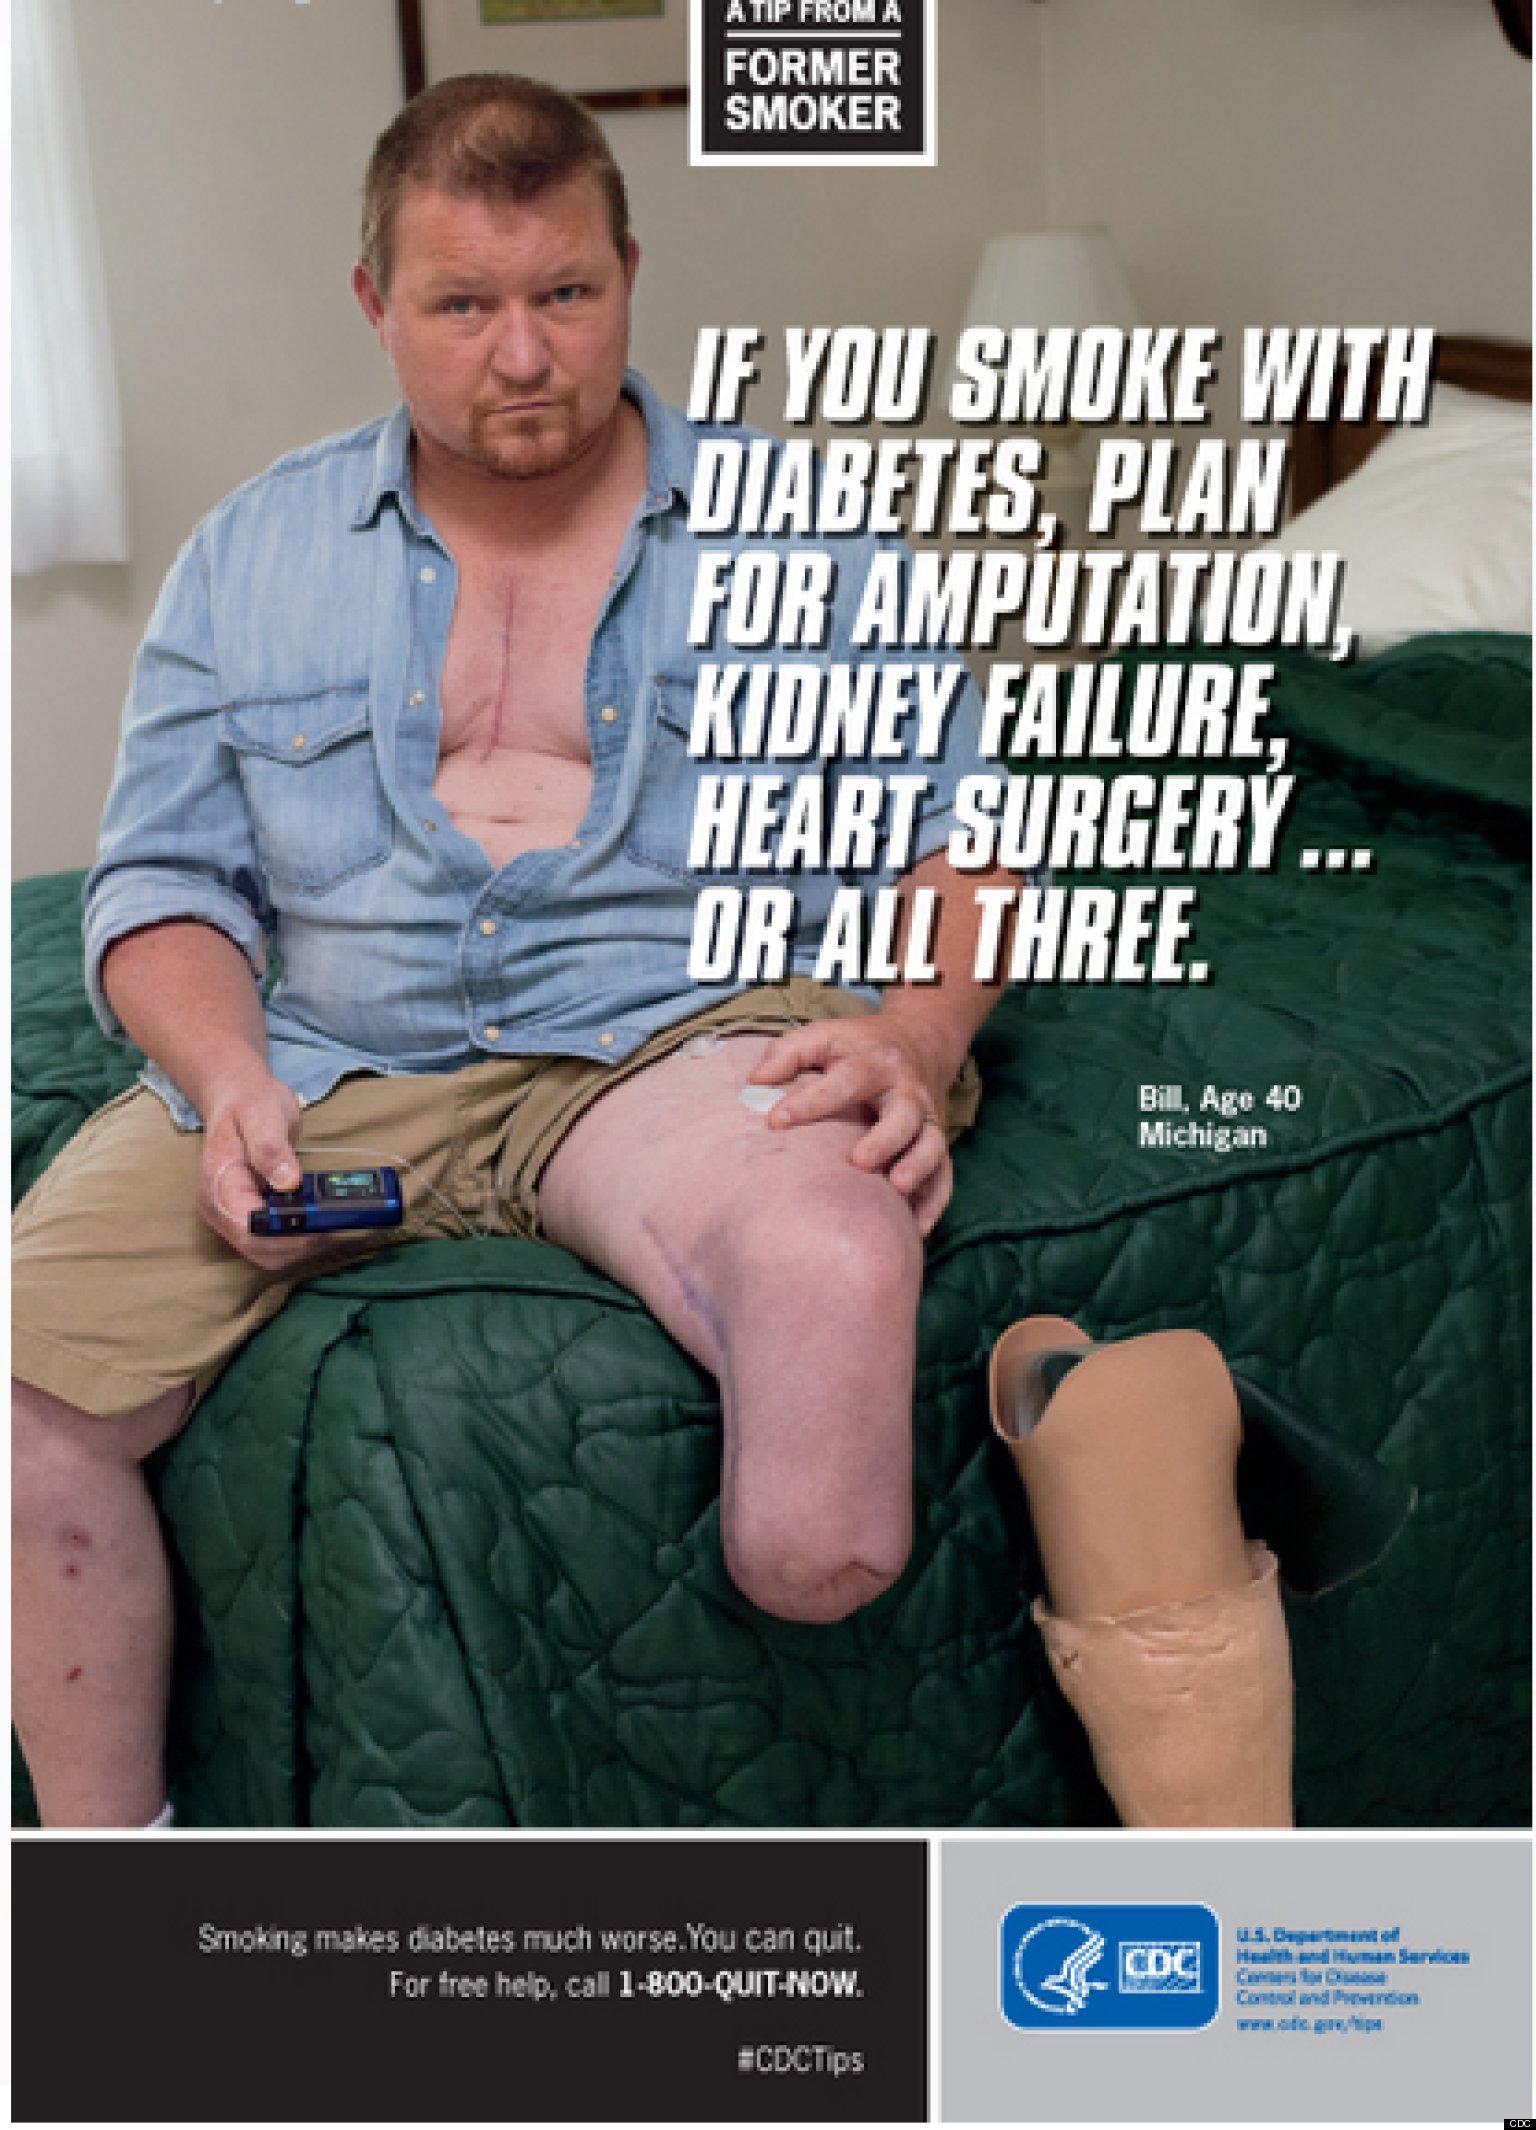 A TIP FROM A
FORMER
SMOKER
IF YOU SMOKE WITH
DIABETES, PLAN
FOR AMPUTATION,
KIDNEY FAILURE,
HEART SURGERY ...
OR ALL THREE.
Bill, Age 40
Michigan
Smoking makes diabetes much worse.You can quit.
For free help, call 1-800-QUIT-NOW.
#CDCTips
CDC
U.S. Department of
Health and Human Services
Centers for Disease
Control and Prevention
www.cdc.gov/tips
CDC